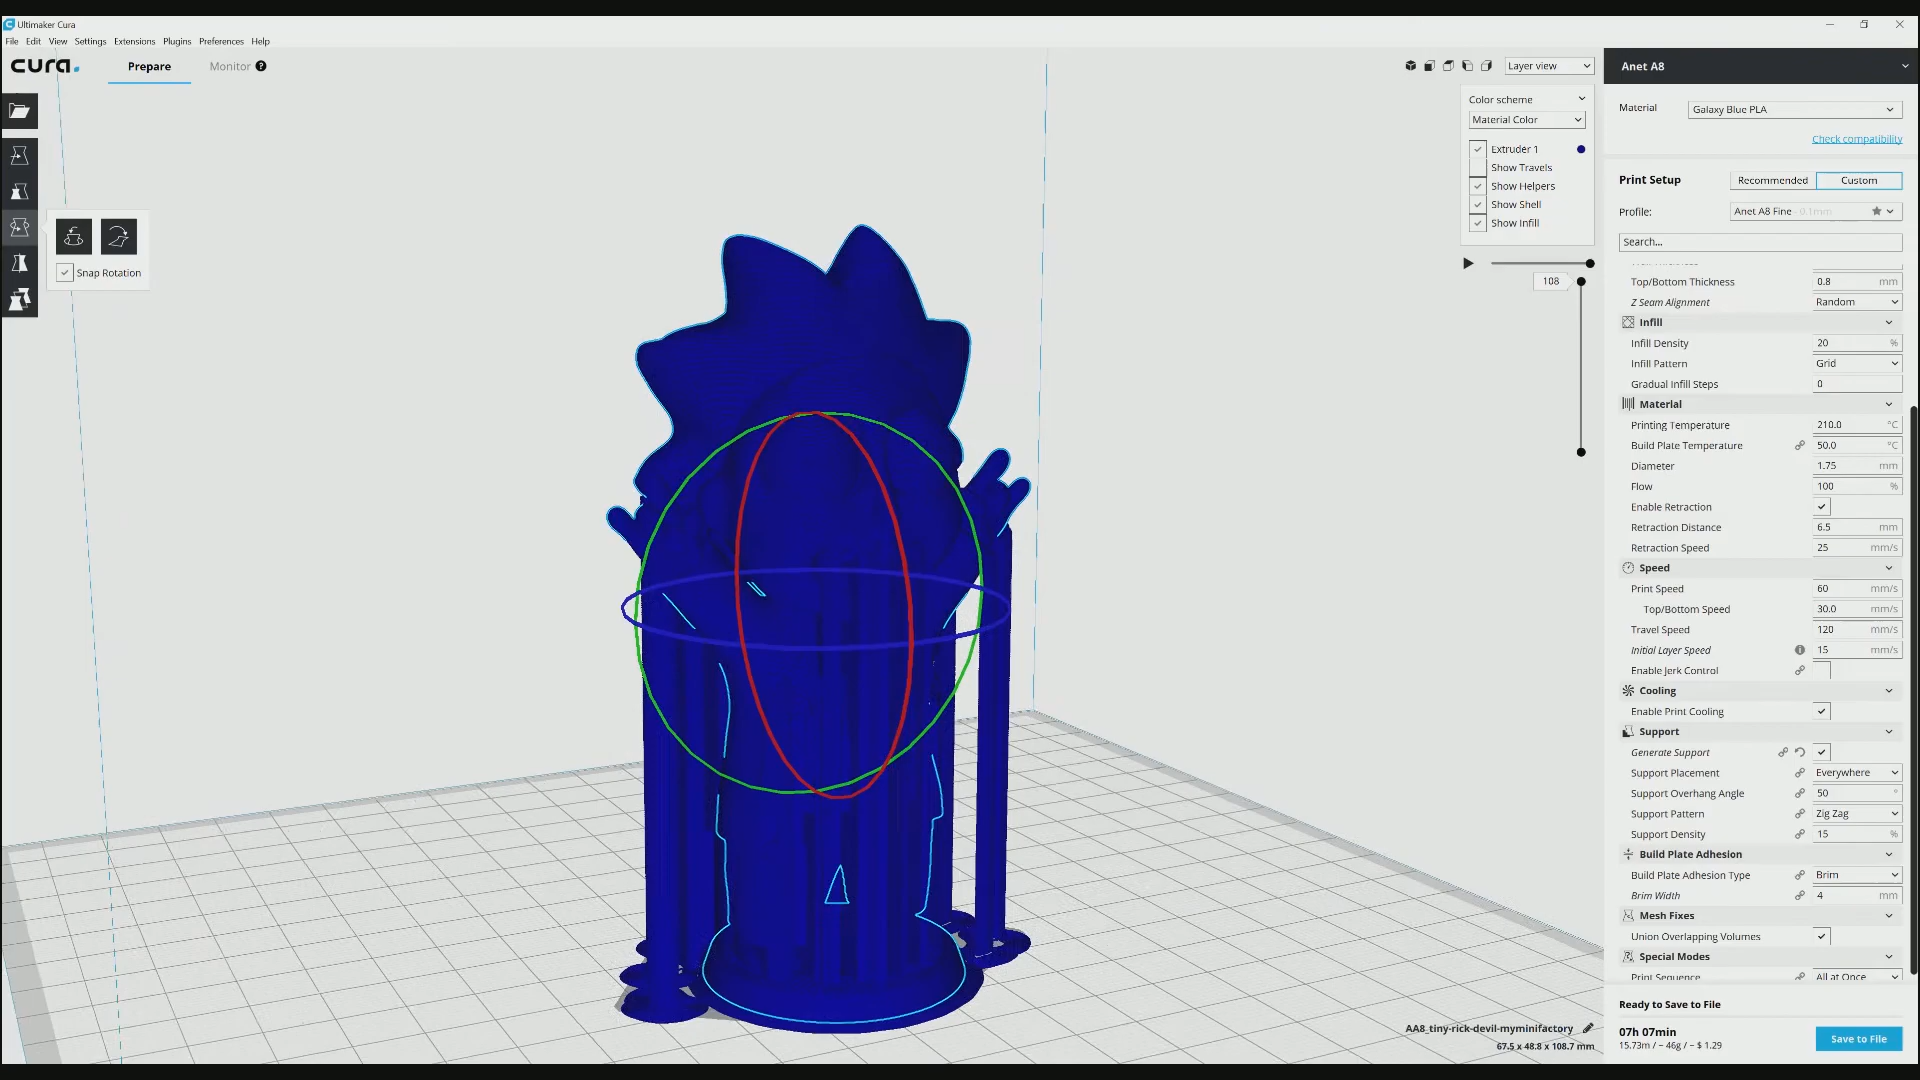 Ultimaker Cura
File Edit View Settings Extensions Plugins Preferences Help
cura.
Prepare
Monitor ?
Layer view
Snap Rotation
Color scheme
Material Color
Extruder 1
Show Travels
Show Helpers
Show Shell
Show Infill
108
Anet A8
Material Galaxy Blue PLA
Check compatibility
Print Setup Recommended Custom
Profile: Anet A8 Fine - 0.1mm
Search...
Top/Bottom Thickness 0.8 mm
Z Seam Alignment Random
Infill
Infill Density 20 %
Infill Pattern Grid
Gradual Infill Steps 0
Material
Printing Temperature 210.0 °C
Build Plate Temperature 50.0 °C
Diameter 1.75 mm
Flow 100 %
Enable Retraction
Retraction Distance 6.5 mm
Retraction Speed 25 mm/s
Speed
Print Speed 60 mm/s
Top/Bottom Speed 30.0 mm/s
Travel Speed 120 mm/s
Initial Layer Speed 15 mm/s
Enable Jerk Control
Cooling
Enable Print Cooling
Support
Generate Support
Support Placement Everywhere
Support Overhang Angle 50 °
Support Pattern Zig Zag
Support Density 15 %
Build Plate Adhesion
Build Plate Adhesion Type Brim
Brim Width 4 mm
Mesh Fixes
Union Overlapping Volumes
Special Modes
Print Sequence All at Once
Ready to Save to File
07h 07min
15.73m / ~ 46g / ~ $ 1.29
Save to File
AA8_tiny-rick-devil-myminifactory
67.5 x 48.8 x 108.7 mm